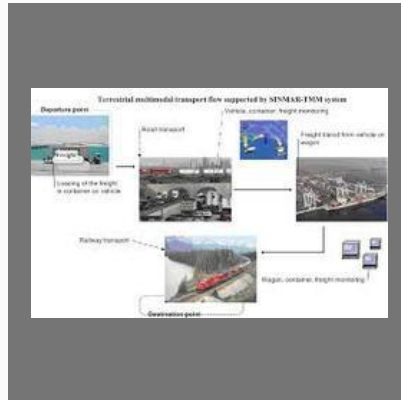 Terrestrial multimodal transport flow supported by SINMAR-TMM system
Departure point
Vehicle, container, freight monitoring
Road transport
Freight transit from vehicle on
wagon
Freight
Loading of the freight
in container on vehicle
Railway transport
Wagon, container, freight monitoring
Destination point